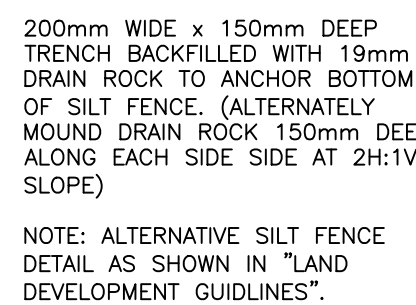 200mm WIDE x 150mm DEEP
TRENCH BACKFILLED WITH 19mm
DRAIN ROCK TO ANCHOR BOTTOM
OF SILT FENCE. (ALTERNATELY
MOUND DRAIN ROCK 150mm DEE
ALONG EACH SIDE SIDE AT 2H:1V
SLOPE)
NOTE: ALTERNATIVE SILT FENCE
DETAIL AS SHOWN IN "LAND
DEVELOPMENT GUIDLINES".